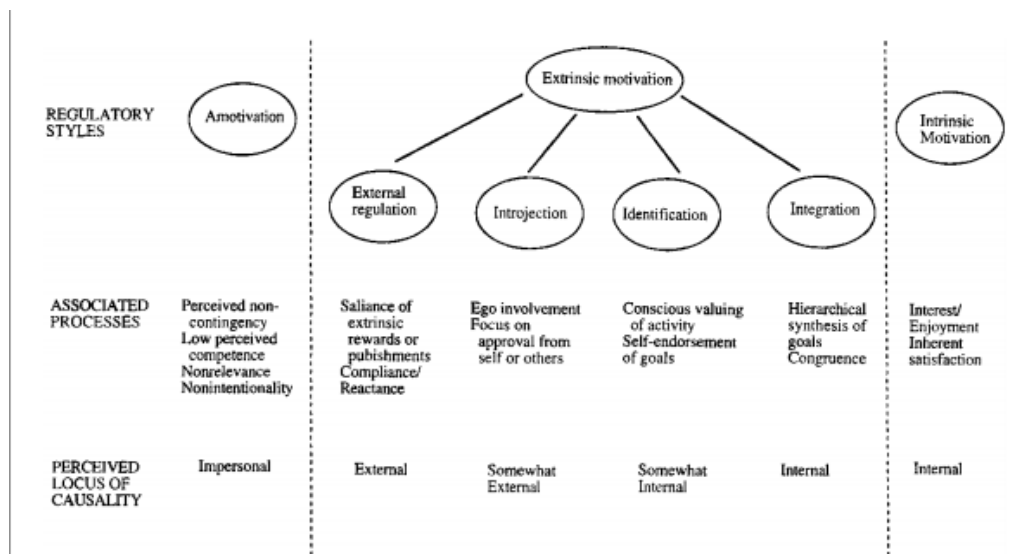 Extrinsic motivation
REGULATORY
STYLES
Amotivation
Intrinsic
Motivation
External
regulation
Introjection
Identification
Integration
ASSOCIATED
PROCESSES
Perceived non-
contingency
Low perceived
competence
Nonrelevance
Nonintentionality
Saliance of
extrinsic
rewards or
pubishments
Compliance/
Reactance
Ego involvement
Focus on
approval from
self or others
Conscious valuing
of activity
Self-endorsement
of goals
Hierarchical
synthesis of
goals
Congruence
Interest/
Enjoyment
Inherent
satisfaction
PERCEIVED
LOCUS OF
CAUSALITY
Impersonal
External
Somewhat
External
Somewhat
Internal
Internal
Internal